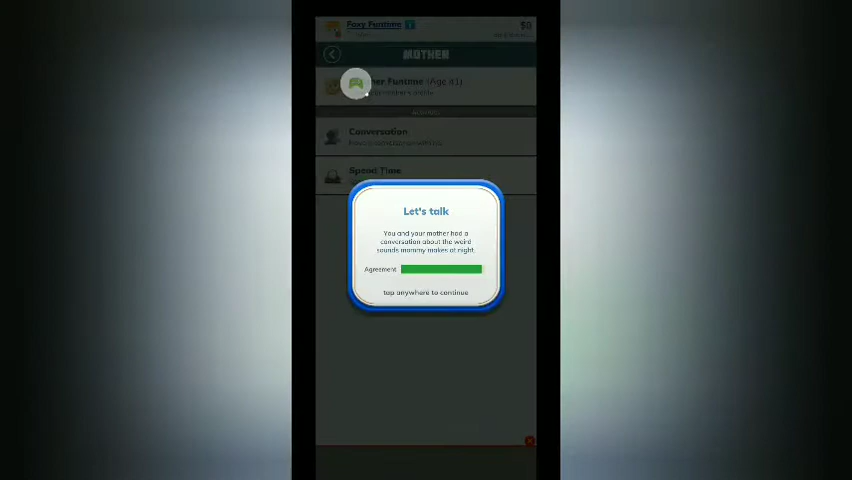 Foxy Funtime
$0
MOTHER
Funtime (Age 41)
Conversation
Spend Time
Let's talk
You and your mother had a
conversation about the weird
sounds mommy makes at night.
Agreement
tap anywhere to continue